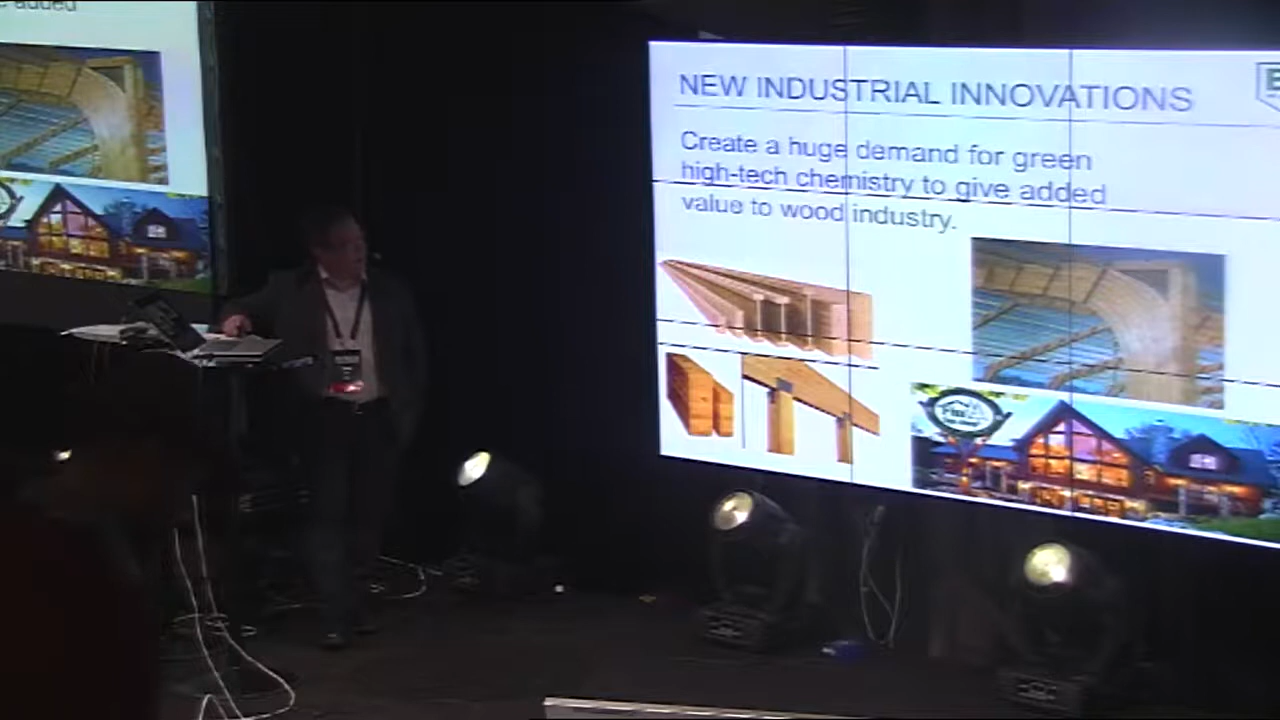 added
NEW INDUSTRIAL INNOVATIONS
Create a huge demand for green
high-tech chemistry to give added
value to wood industry.